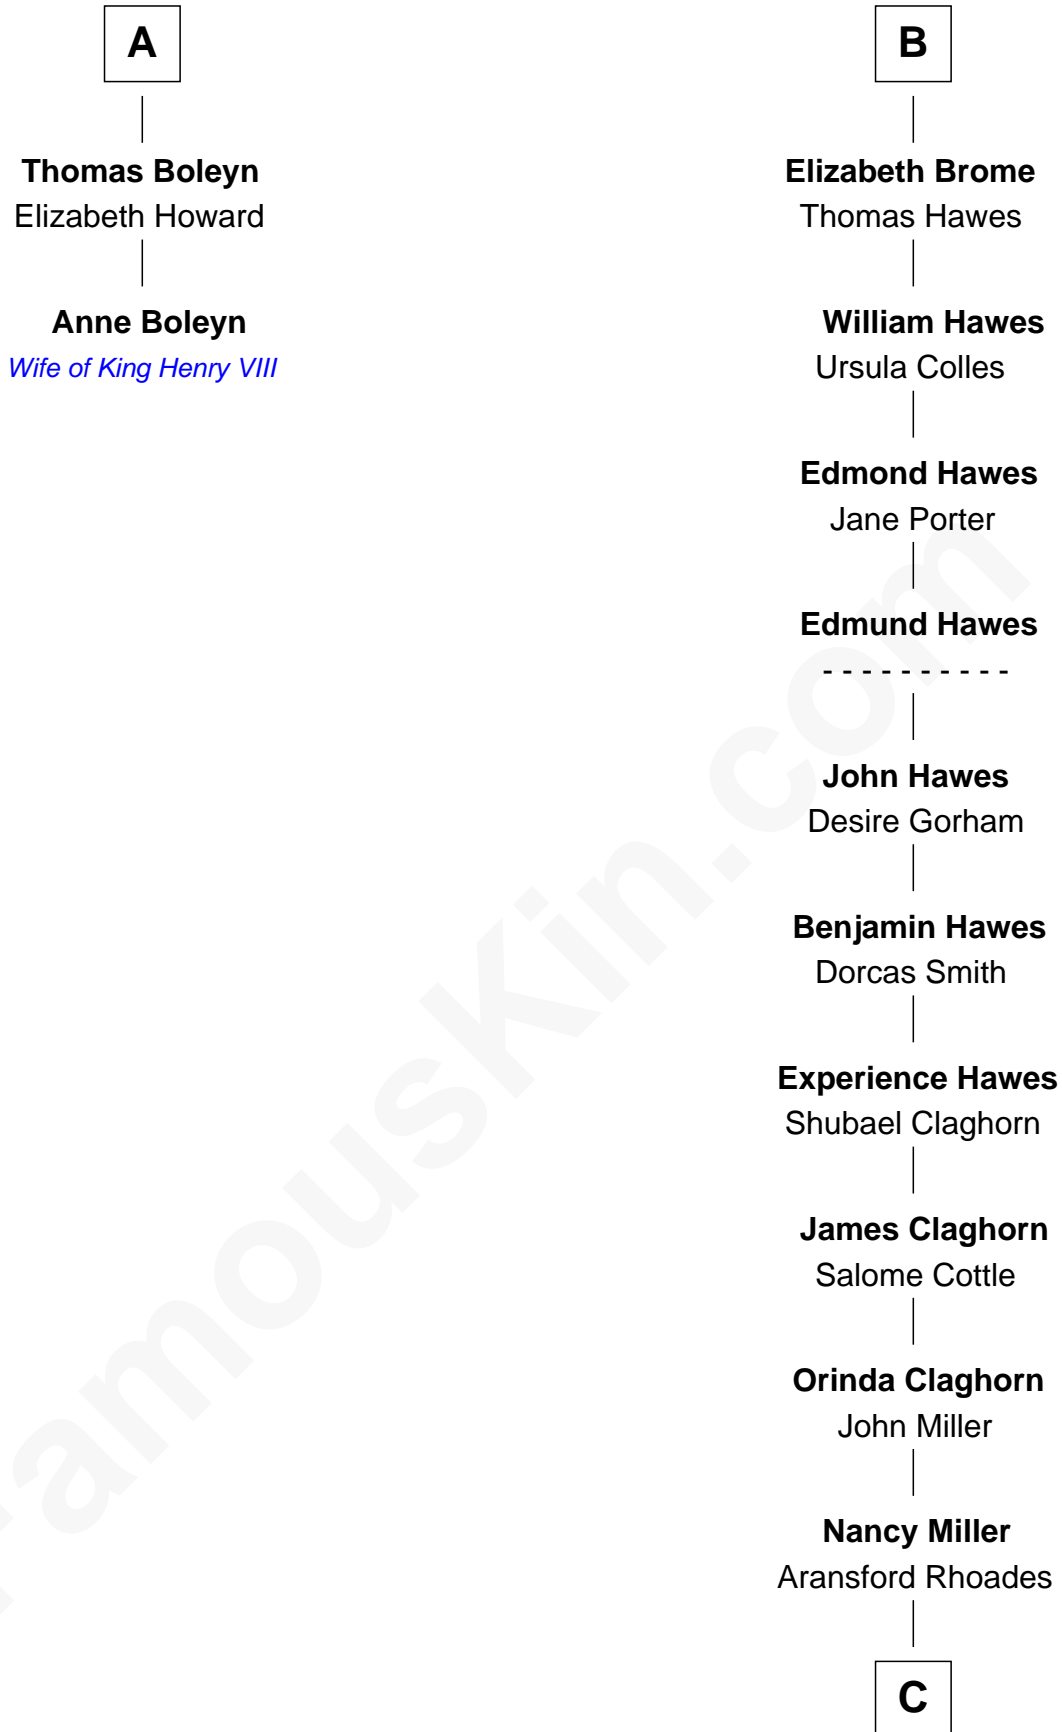 A
Thomas Boleyn
Elizabeth Howard
Anne Boleyn
Wife of King Henry VIII
B
Elizabeth Brome
Thomas Hawes
William Hawes
Ursula Colles
Edmond Hawes
Jane Porter
Edmund Hawes
- - - - - - - - - -
John Hawes
Desire Gorham
Benjamin Hawes
Dorcas Smith
Experience Hawes
Shubael Claghorn
James Claghorn
Salome Cottle
Orinda Claghorn
John Miller
Nancy Miller
Aransford Rhoades
C
FamousKin.com